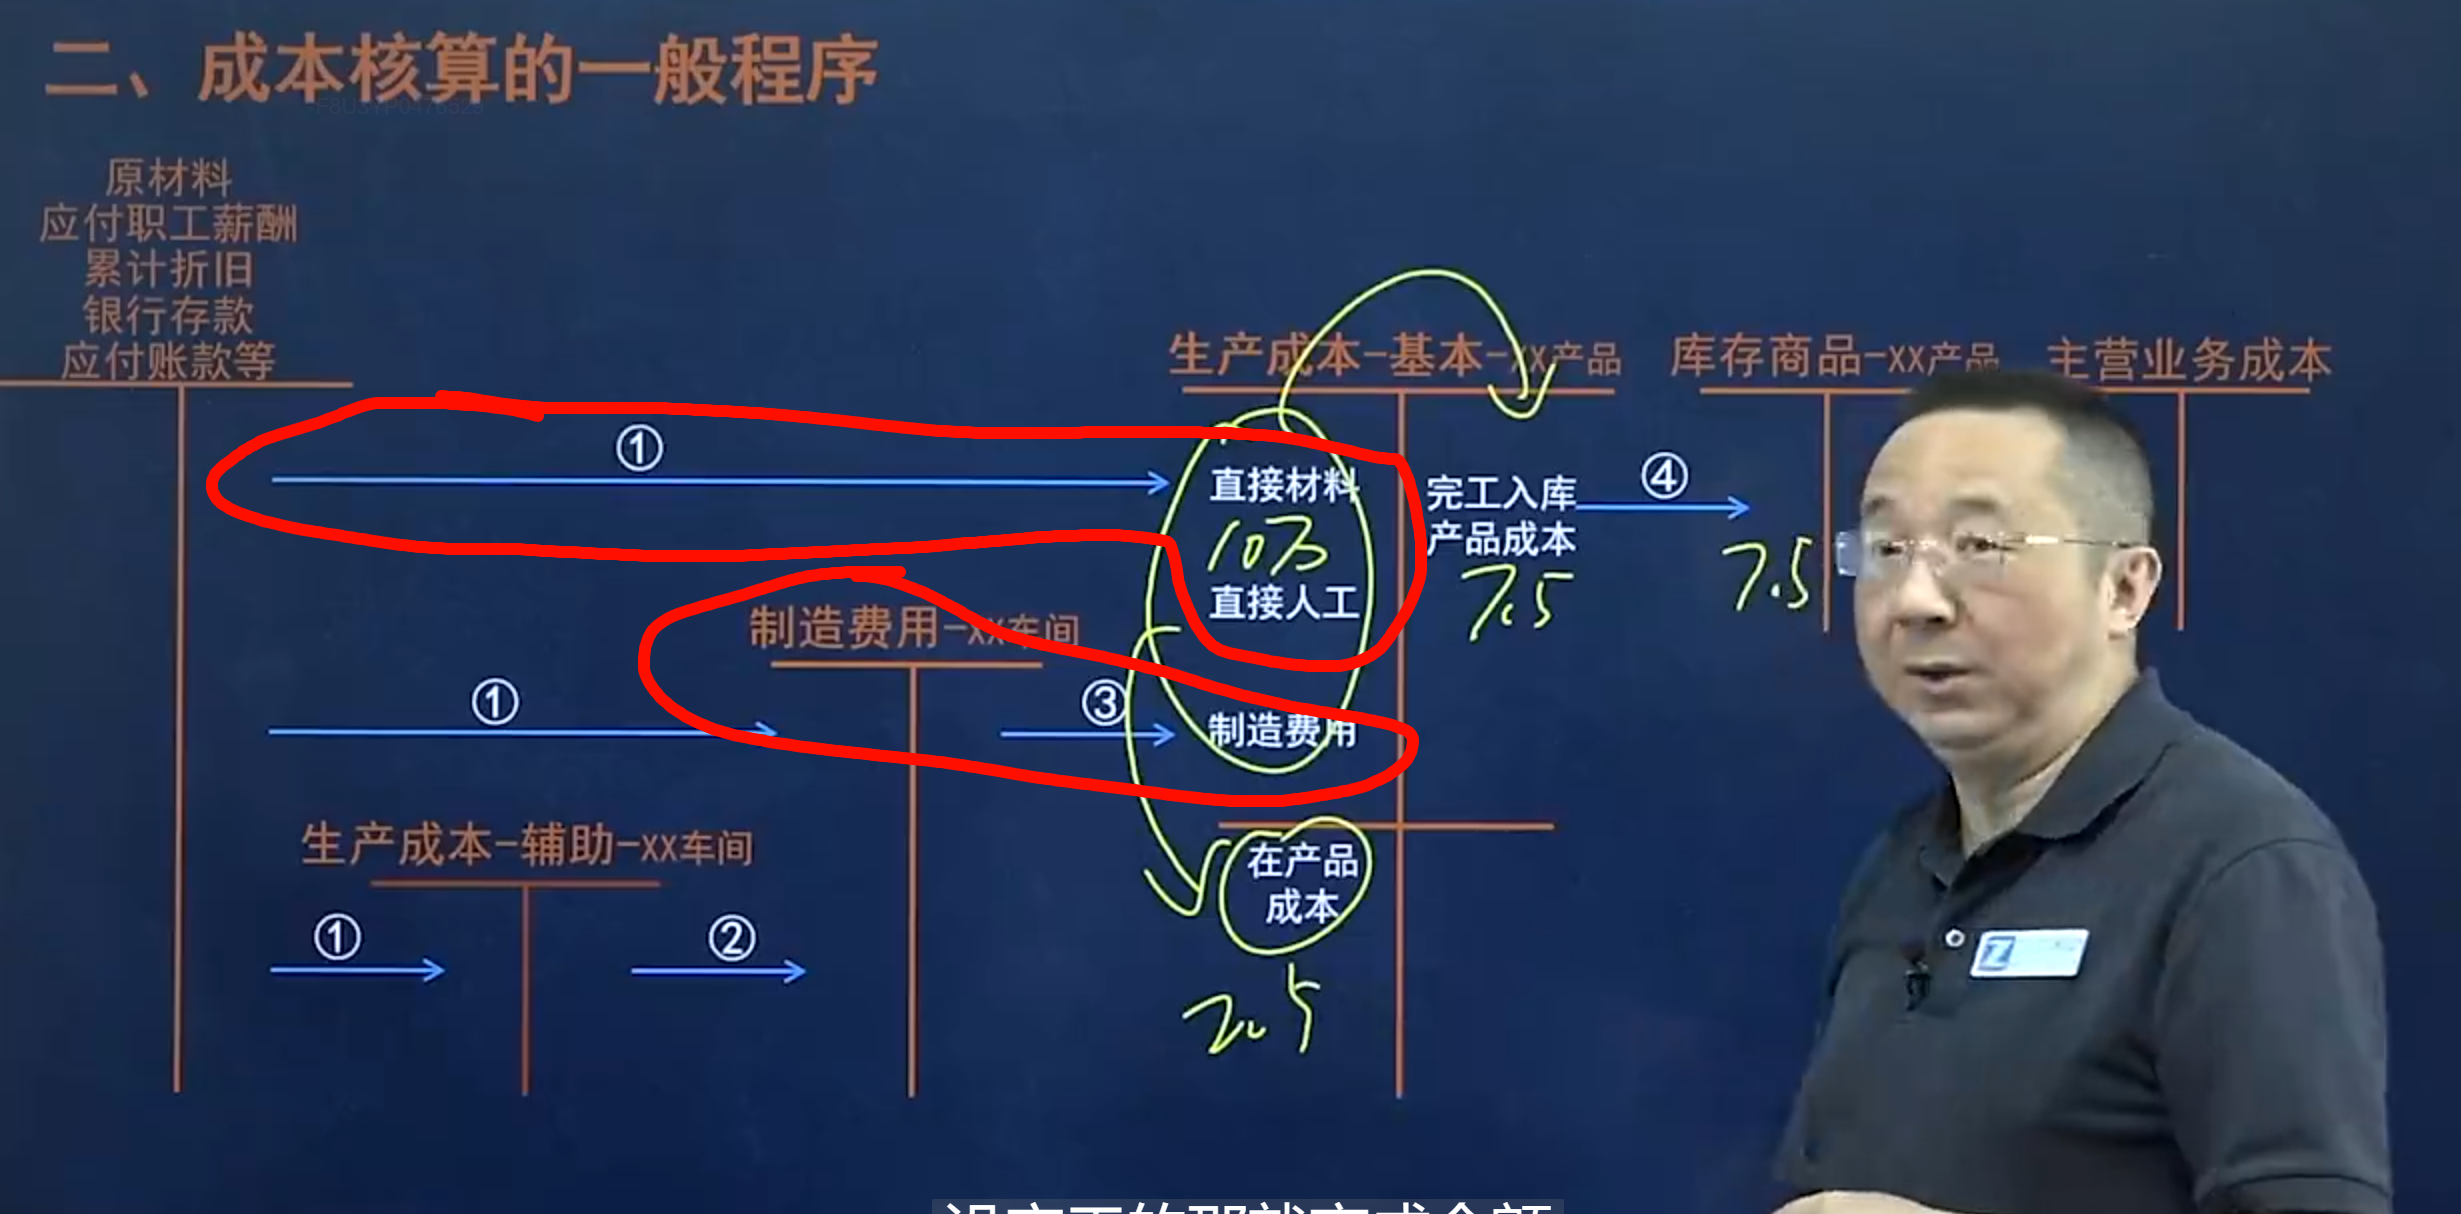 二、成本核算的一般程序
原材料
应付职工薪酬
累计折旧
银行存款
应付账款等
生产成本-基本-XX产品
库存商品-XX产品
主营业务成本
①
直接材料
10万
直接人工
完工入库
产品成本
7.5
④
7.5
制造费用-XX车间
①
③
制造费用
生产成本-辅助-XX车间
①
②
在产品
成本
2.5